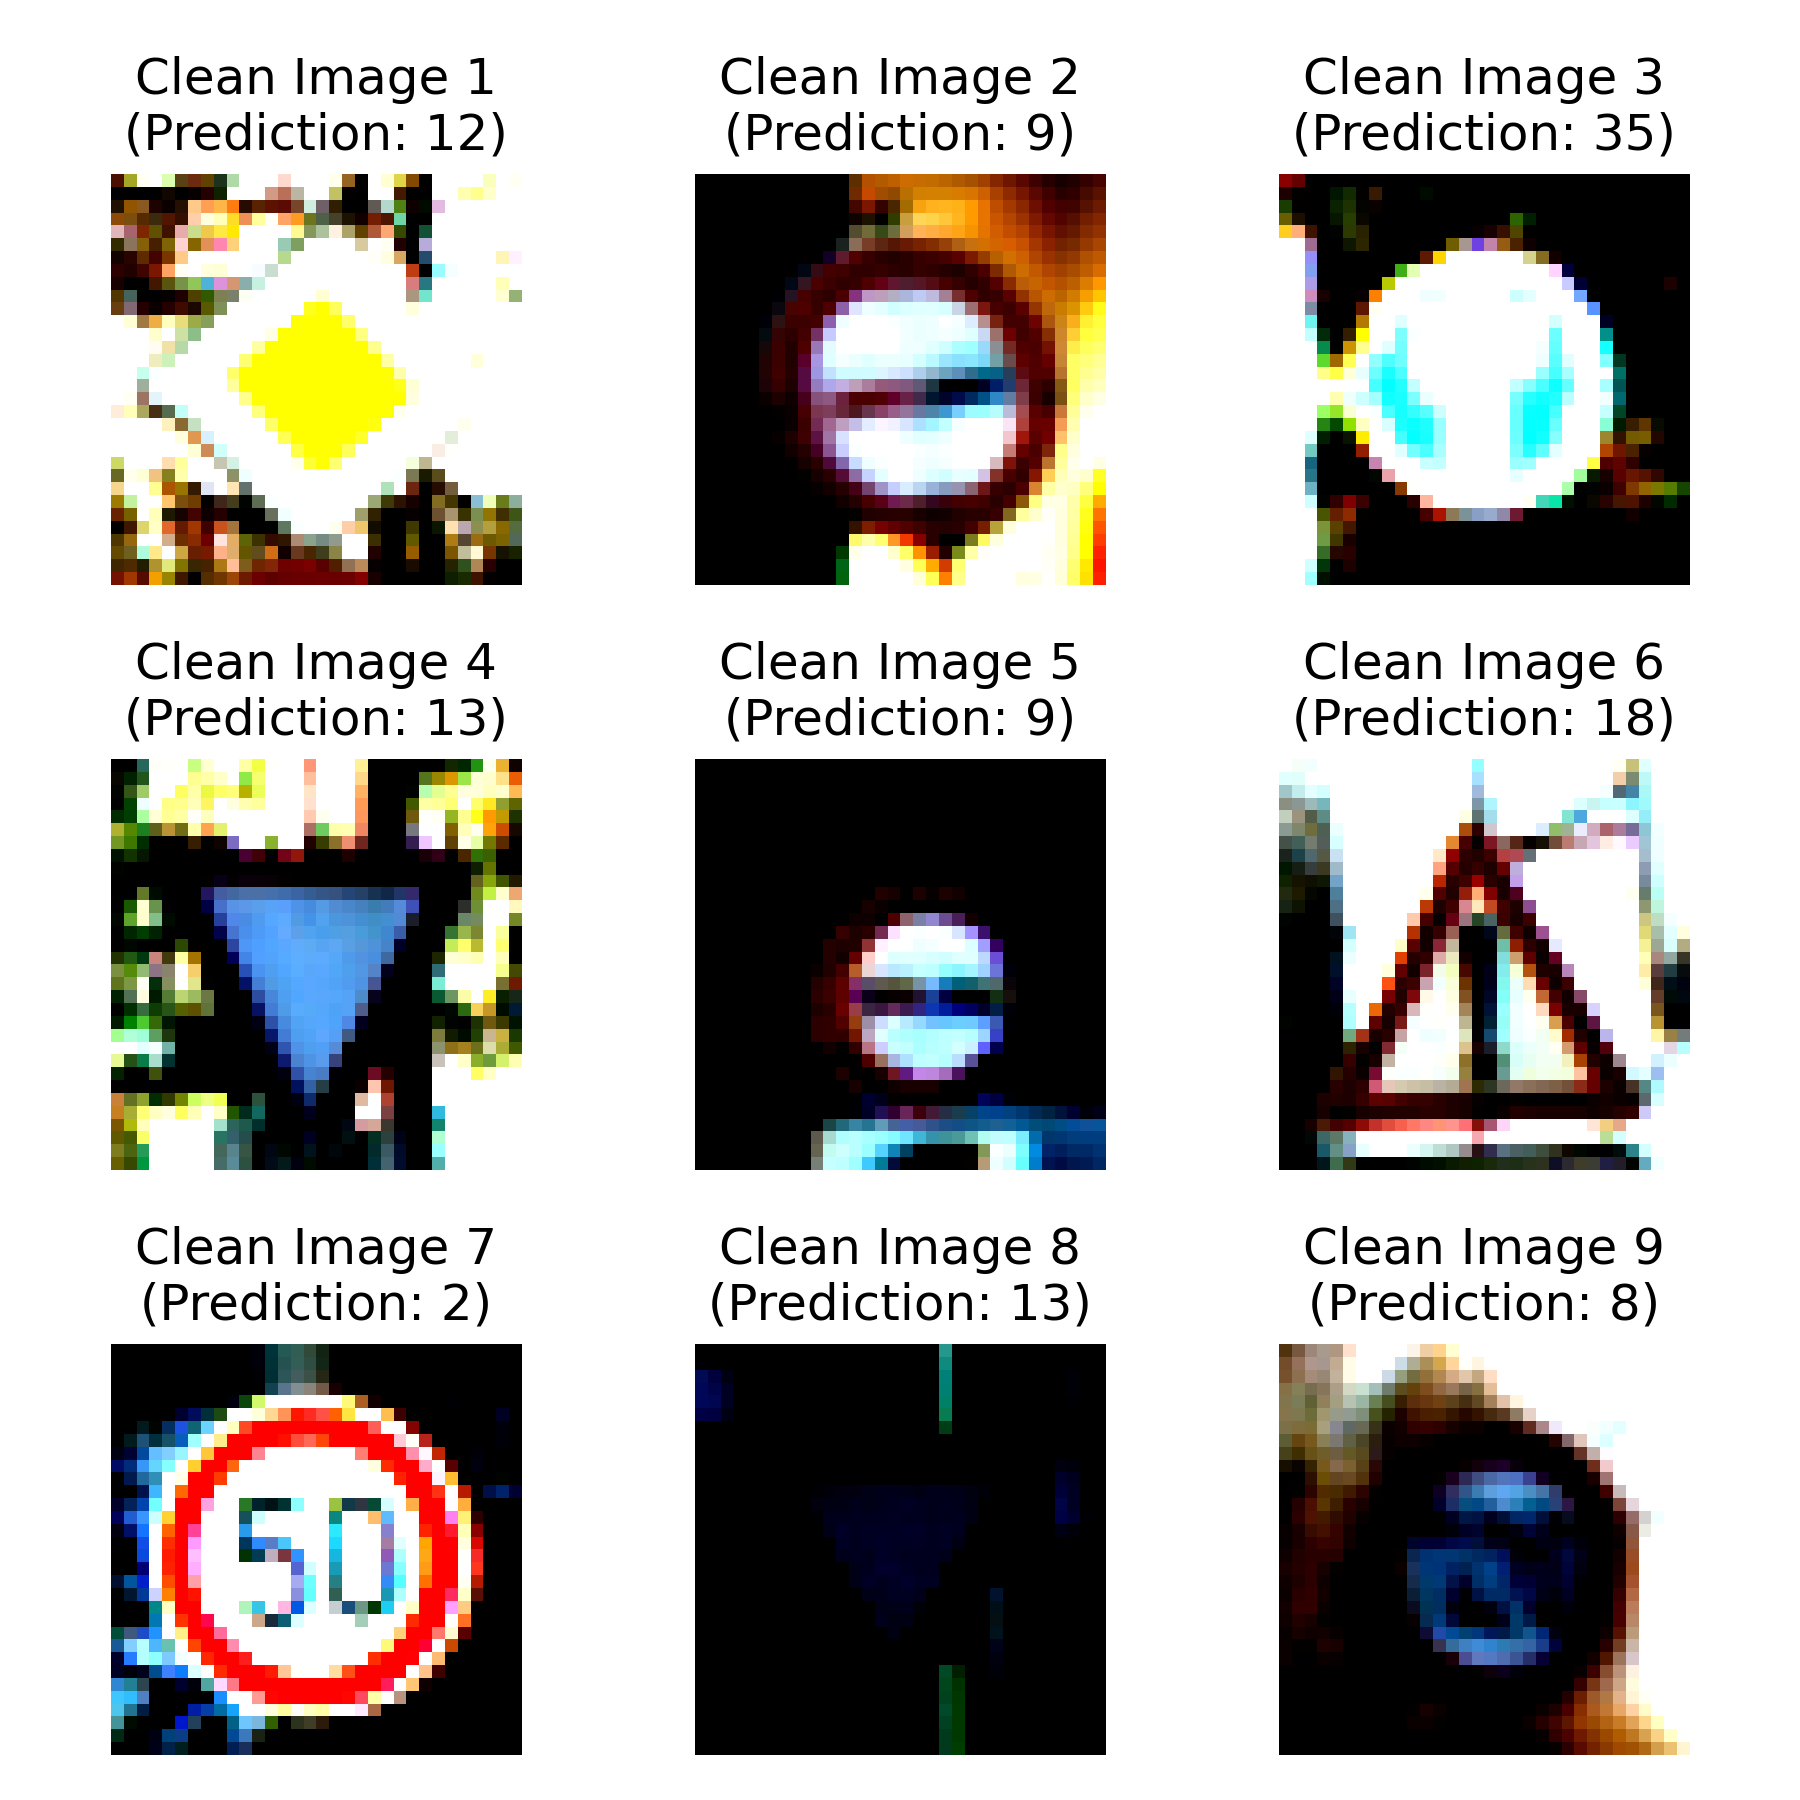 Clean Image 1
(Prediction: 12)
Clean Image 2
(Prediction: 9)
Clean Image 3
(Prediction: 35)
Clean Image 4
(Prediction: 13)
Clean Image 5
(Prediction: 9)
Clean Image 6
(Prediction: 18)
Clean Image 7
(Prediction: 2)
50
Clean Image 8
(Prediction: 13)
Clean Image 9
(Prediction: 8)